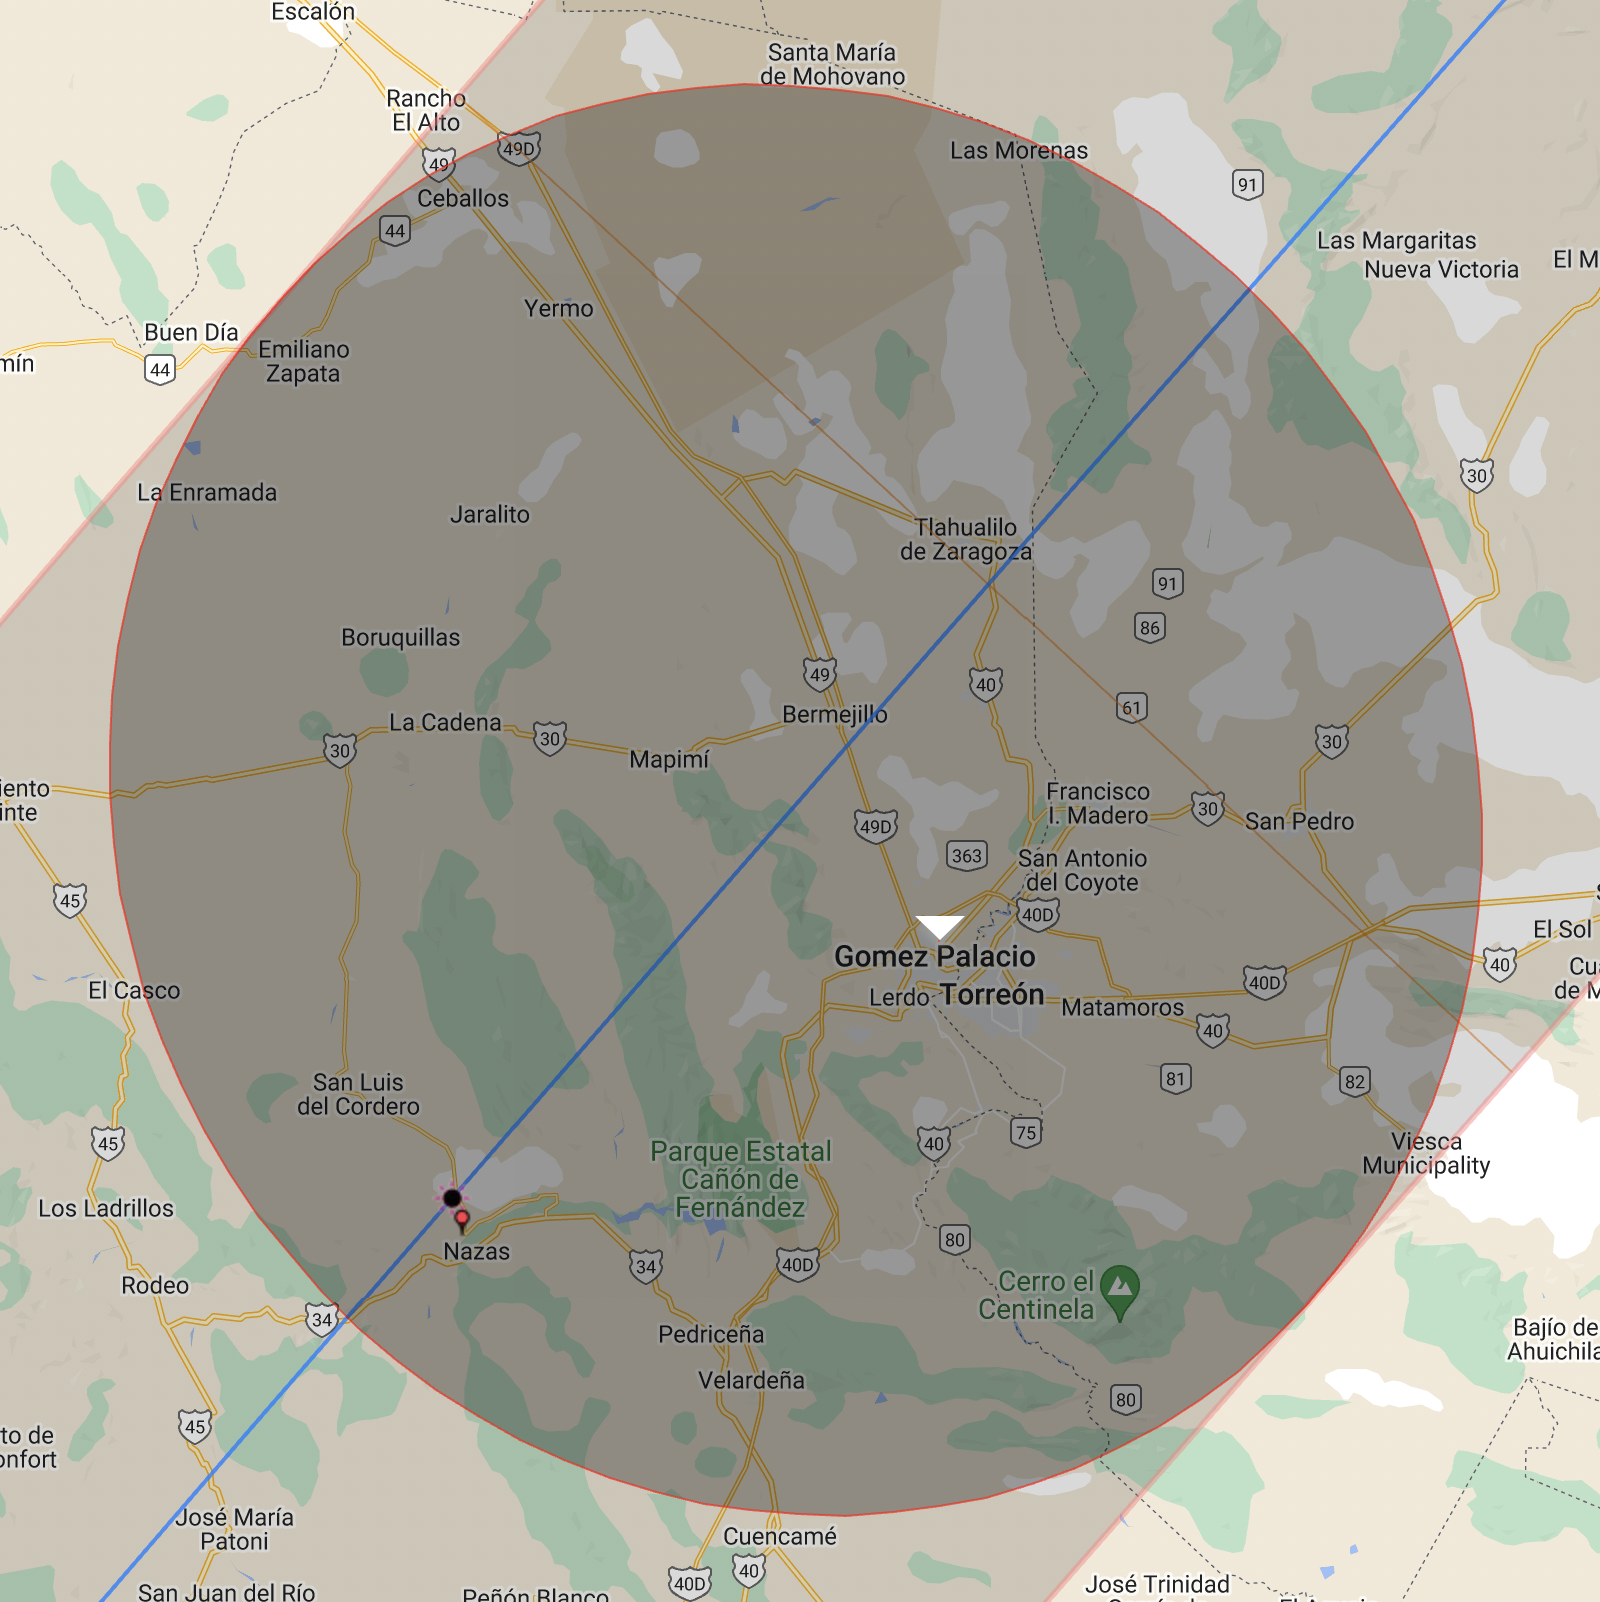 Escalón
Santa María
de Mohovano
Rancho
El Alto
49D
49
Las Morenas
91
Ceballos
44
Las Margaritas
Nueva Victoria
El M
Yermo
Buen Día
Emiliano
Zapata
mín
44
30
La Enramada
Jaralito
Tlahualilo
de Zaragoza
91
86
Boruquillas
49
40
61
La Cadena
Bermejillo
30
30
30
Mapimí
iento
inte
Francisco
I. Madero
30
San Pedro
49D
363
San Antonio
del Coyote
45
40D
El Sol
Gomez Palacio
40
Cu
de M
El Casco
Lerdo
Torreón
40D
Matamoros
40
San Luis
del Cordero
81
82
75
45
40
Viesca
Municipality
Parque Estatal
Cañón de
Fernández
Los Ladrillos
80
Nazas
34
40D
Cerro el
Centinela
Rodeo
34
Pedriceña
Bajío de
Ahuichila
Velardeña
80
45
to de
onfort
José María
Patoni
Cuencamé
40D
40
San Juan del Río
Peñón Blanco
José Trinidad